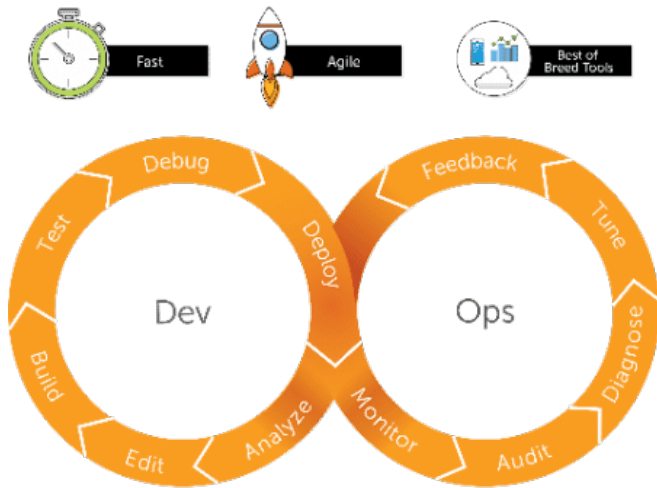 Fast
Agile
Best of
Breed Tools
Debug
Feedback
Test
Deploy
Tune
Dev
Ops
Build
Diagnose
Edit
Analyze
Monitor
Audit